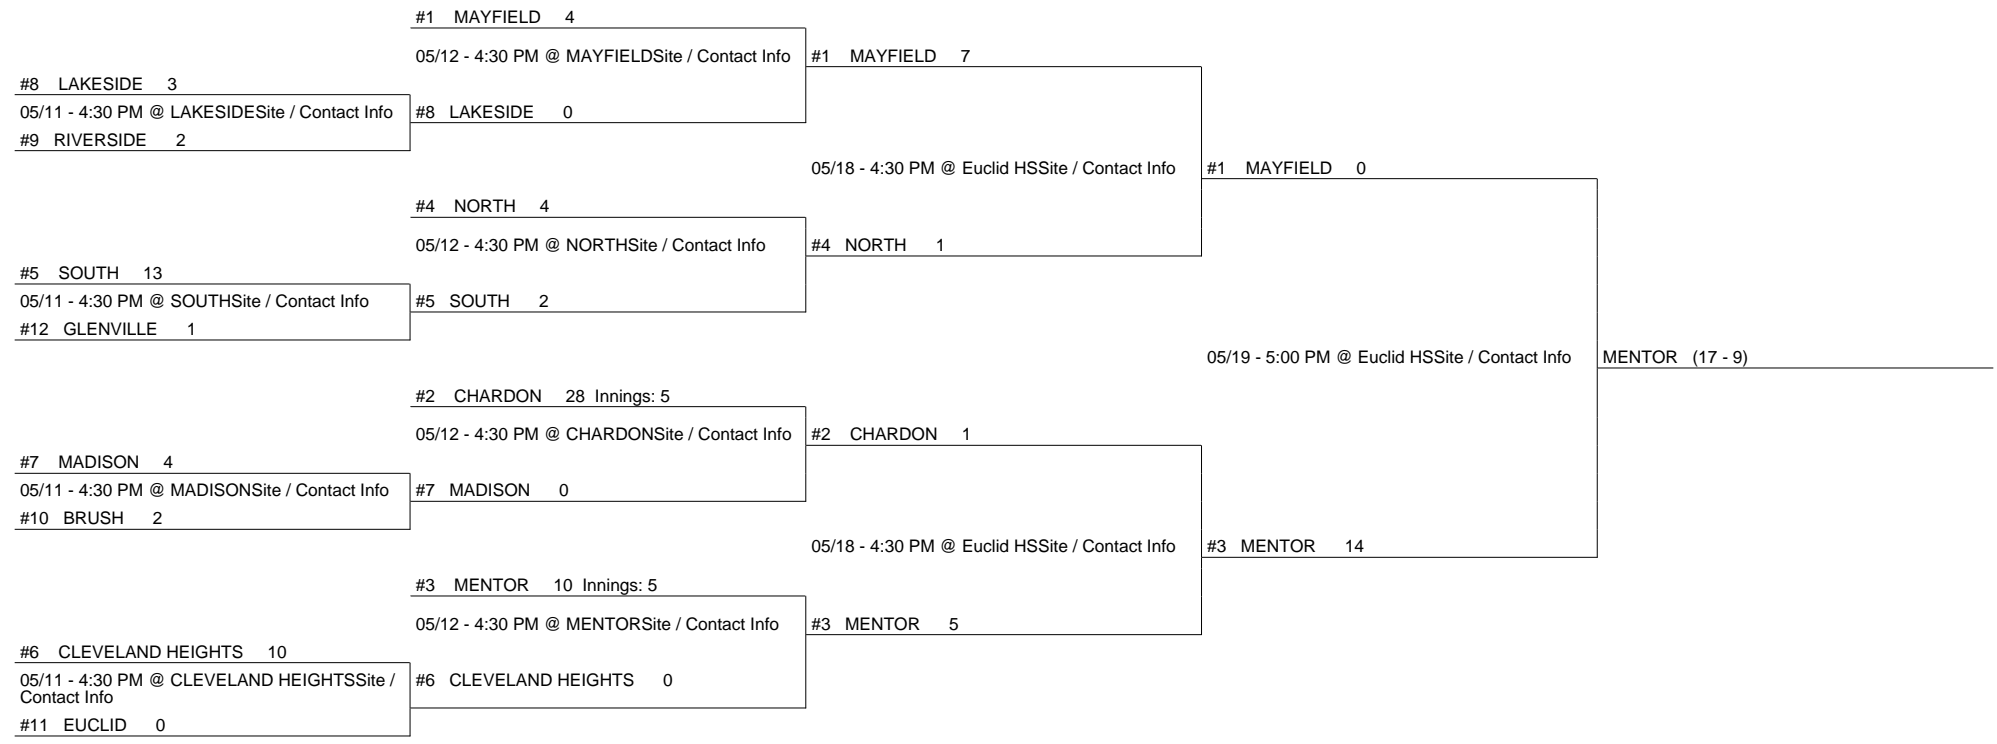 #1 MAYFIELD 4
05/12 - 4:30 PM @ MAYFIELDSite / Contact Info
#1 MAYFIELD 7
#8 LAKESIDE 3
05/11 - 4:30 PM @ LAKESIDESite / Contact Info
#8 LAKESIDE 0
#9 RIVERSIDE 2
05/18 - 4:30 PM @ Euclid HSSite / Contact Info
#1 MAYFIELD 0
#4 NORTH 4
05/12 - 4:30 PM @ NORTHSite / Contact Info
#4 NORTH 1
#5 SOUTH 13
05/11 - 4:30 PM @ SOUTHSite / Contact Info
#5 SOUTH 2
#12 GLENVILLE 1
05/19 - 5:00 PM @ Euclid HSSite / Contact Info
MENTOR (17 - 9)
#2 CHARDON 28 Innings: 5
05/12 - 4:30 PM @ CHARDONSite / Contact Info
#2 CHARDON 1
#7 MADISON 4
05/11 - 4:30 PM @ MADISONSite / Contact Info
#7 MADISON 0
#10 BRUSH 2
05/18 - 4:30 PM @ Euclid HSSite / Contact Info
#3 MENTOR 14
#3 MENTOR 10 Innings: 5
05/12 - 4:30 PM @ MENTORSite / Contact Info
#3 MENTOR 5
#6 CLEVELAND HEIGHTS 10
05/11 - 4:30 PM @ CLEVELAND HEIGHTSSite /
Contact Info
#6 CLEVELAND HEIGHTS 0
#11 EUCLID 0